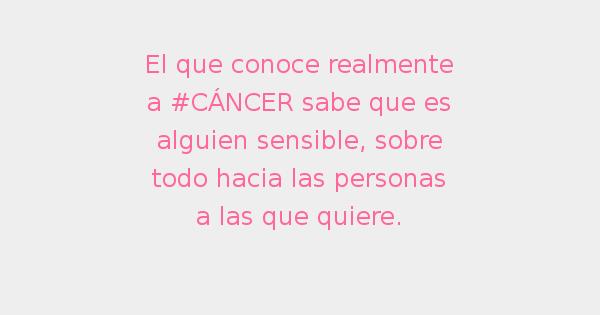 El que conoce realmente
a #CÁNCER sabe que es
alguien sensible, sobre
todo hacia las personas
a las que quiere.